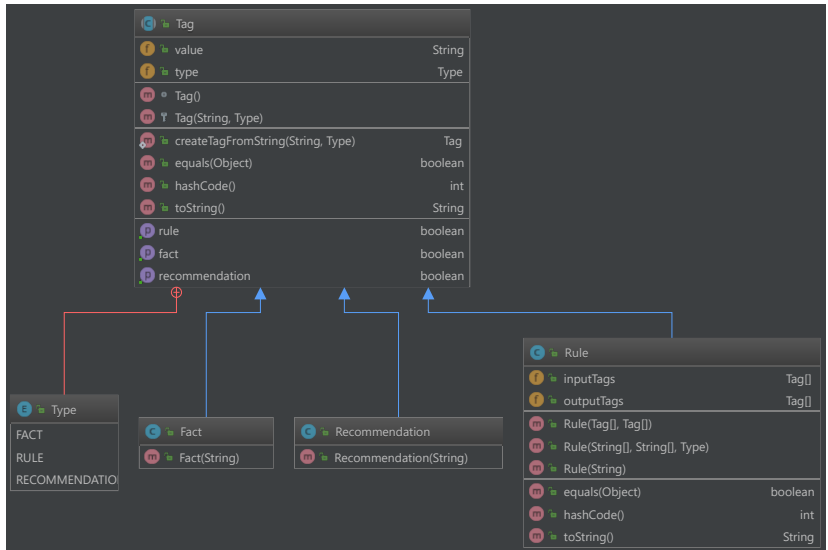 Tag
value String
type Type
Tag()
Tag(String, Type)
createTagFromString(String, Type) Tag
equals(Object) boolean
hashCode() int
toString() String
rule boolean
fact boolean
recommendation boolean
Type
FACT
RULE
RECOMMENDATIO
Fact
Fact(String)
Recommendation
Recommendation(String)
Rule
inputTags Tag[]
outputTags Tag[]
Rule(Tag[], Tag[])
Rule(String[], String[], Type)
Rule(String)
equals(Object) boolean
hashCode() int
toString() String